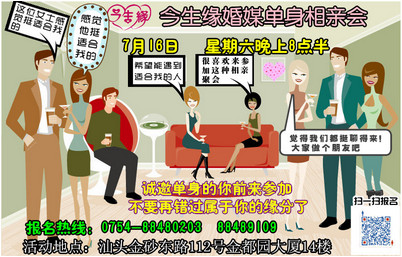 这位女士感
觉挺适合
我的
感觉
他挺
适合
我的
今生缘
今生缘婚媒单身相亲会
7月16日 星期六晚上8点半
希望能遇到
适合我的人
很喜欢来参
加这种相亲
聚会
觉得我们都挺聊得来！
大家做个朋友吧
诚邀单身的你前来参加
不要再错过属于你的缘分了
扫一扫报名
报名热线：0754-88480203 88489109
活动地点：汕头金砂东路112号金都园大厦14楼